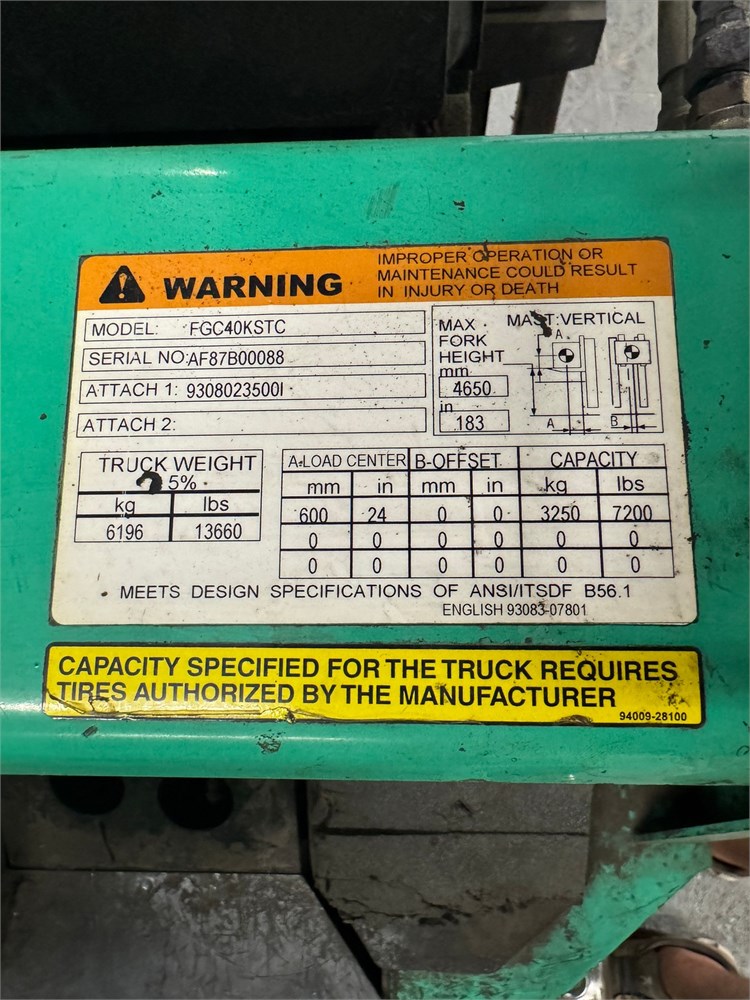 WARNING
IMPROPER OPERATION OR
MAINTENANCE COULD RESULT
IN INJURY OR DEATH
MODEL: FGC40KSTC
SERIAL NO: AF87B00088
ATTACH 1: 9308023500I
ATTACH 2:
MAX
FORK
HEIGHT
mm
4650
in
183
MAST:VERTICAL
A
A
B
TRUCK WEIGHT
5%
kg lbs
6196 13660
A-LOAD CENTER B-OFFSET CAPACITY
mm in mm in kg lbs
600 24 0 0 3250 7200
0 0 0 0 0 0
0 0 0 0 0 0
MEETS DESIGN SPECIFICATIONS OF ANSI/ITSDF B56.1
ENGLISH 93083-07801
CAPACITY SPECIFIED FOR THE TRUCK REQUIRES
TIRES AUTHORIZED BY THE MANUFACTURER
94009-28100